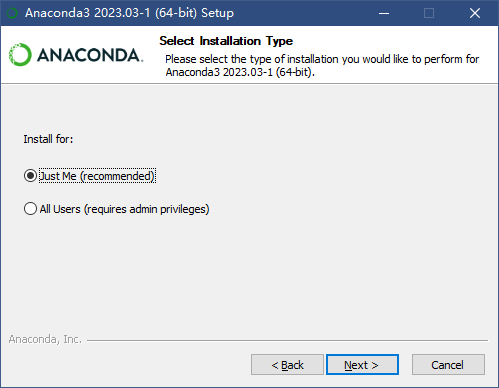 Anaconda3 2023.03-1 (64-bit) Setup
ANACONDA.
Select Installation Type
Please select the type of installation you would like to perform for
Anaconda3 2023.03-1 (64-bit).
Install for:
Just Me (recommended)
All Users (requires admin privileges)
Anaconda, Inc.
< Back
Next >
Cancel